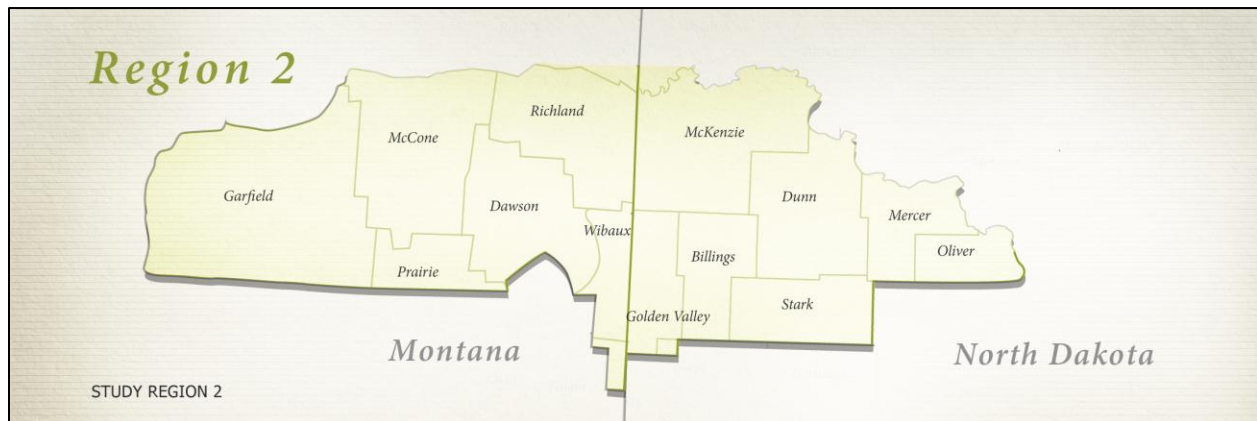 Region 2
Richland
McKenzie
McCone
Garfield
Dawson
Dunn
Mercer
Wibaux
Billings
Oliver
Prairie
Stark
Golden Valley
Montana
North Dakota
STUDY REGION 2